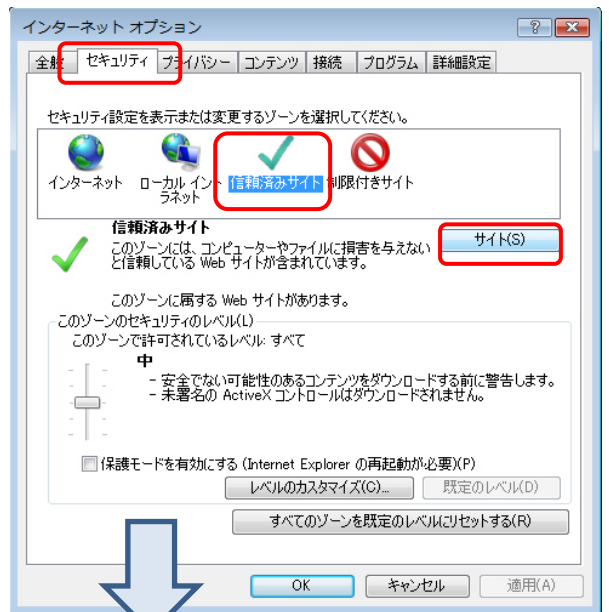 インターネット オプション
全般 セキュリティ プライバシー コンテンツ 接続 プログラム 詳細設定
セキュリティ設定を表示または変更するゾーンを選択してください。
インターネット ローカル イントラネット 信頼済みサイト 制限付きサイト
信頼済みサイト
サイト(S)
このゾーンには、コンピューターやファイルに損害を与えない
と信頼している Web サイトが含まれています。
このゾーンに属する Web サイトがあります。
このゾーンのセキュリティのレベル(L)
このゾーンで許可されているレベル: すべて
中
- 安全でない可能性のあるコンテンツをダウンロードする前に警告します。
- 未署名の ActiveX コントロールはダウンロードされません。
保護モードを有効にする (Internet Explorer の再起動が必要)(P)
レベルのカスタマイズ(C)... 既定のレベル(D)
すべてのゾーンを既定のレベルにリセットする(R)
OK キャンセル 適用(A)